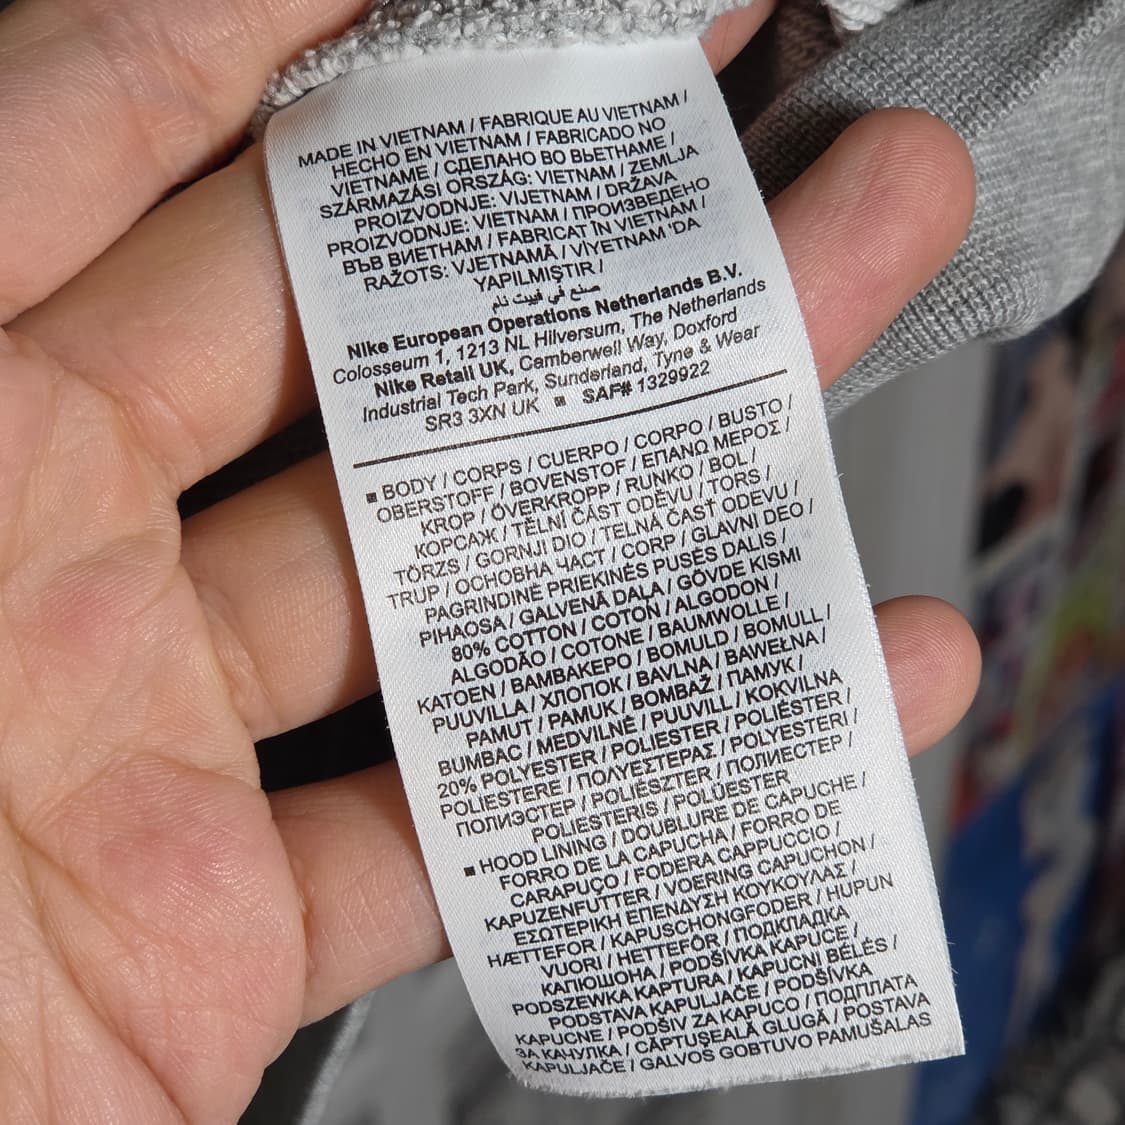 MADE IN VIETNAM / FABRIQUE AU VIETNAM /
HECHO EN VIETNAM / FABRICADO NO
VIETNAME / СДЕЛАНО ВО ВЬЕТНАМЕ /
SZÁRMAZÁSI ORSZÁG: VIETNAM / ZEMLJA
PROIZVODNJE: VIJETNAM / DRŽAVA
PROIZVODNJE: VIETNAM / ПРОИЗВЕДЕНО
ВЪВ ВИЕТНАМ / FABRICAT ÎN VIETNAM /
RAŽOTS: VJETNAMĀ / VİYETNAM 'DA
YAPILMIŞTIR /
صنع في فييت نام
Nike European Operations Netherlands B.V.
Colosseum 1, 1213 NL Hilversum, The Netherlands
Nike Retail UK, Camberwell Way, Doxford
Industrial Tech Park, Sunderland, Tyne & Wear
SR3 3XN UK ■ SAF# 1329922
■ BODY / CORPS / CUERPO / CORPO / BUSTO /
OBERSTOFF / BOVENSTOF / ΕΠΑΝΩ ΜΕΡΟΣ /
KROP / ÖVERKROPP / RUNKO / BOL /
КОРСАЖ / TĚLNÍ ČÁST ODĚVU / TORS /
TÖRZS / GORNJI DIO / TELNÁ ČASŤ ODEVU /
TRUP / ОСНОВНА ЧАСТ / CORP / GLAVNI DEO /
PAGRINDINĖ PRIEKINĖS PUSĖS DALIS /
PIHAOSA / GALVENĀ DAĻA / GÖVDE KISMI
80% COTTON / COTON / ALGODON /
ALGODÃO / COTONE / BAUMWOLLE /
KATOEN / ΒΑΜΒΑΚΕΡΟ / BOMULD / BOMULL /
PUUVILLA / ХЛОПОК / BAVLNA / BAWEŁNA /
PAMUT / PAMUK / BOMBAŽ / ПАМУК /
BUMBAC / MEDVILNĖ / PUUVILL / KOKVILNA
20% POLYESTER / POLIESTER / POLIÉSTER /
POLIESTERE / ΠΟΛΥΕΣΤΕΡΑΣ / POLYESTERI /
ПОЛИЭСТЕР / POLIÉSZTER / ПОЛИЕСТЕР /
POLIESTERIS / POLÜESTER
■ HOOD LINING / DOUBLURE DE CAPUCHE /
FORRO DE LA CAPUCHA / FORRO DE
CARAPUÇO / FODERA CAPPUCCIO /
KAPUZENFUTTER / VOERING CAPUCHON /
ΕΞΩΤΕΡΙΚΗ ΕΠΕΝΔΥΣΗ ΚΟΥΚΟΥΛΑΣ /
HÆTTEFOR / KAPUSCHONGFODER / HUPUN
VUORI / HETTEFÔR / ПОДКЛАДКА
КАПЮШОНА / PODŠÍVKA KAPUCE /
PODSZEWKA KAPTURA / KAPUCNI BÉLÉS /
PODSTAVA KAPULJAČE / PODŠÍVKA
KAPUCNE / PODŠIV ZA KAPUCO / ПОДПЛАТА
ЗА КАЧУЛКА / CĂPTUŞEALĂ GLUGĂ / POSTAVA
KAPULJAČE / GALVOS GOBTUVO PAMUŠALAS